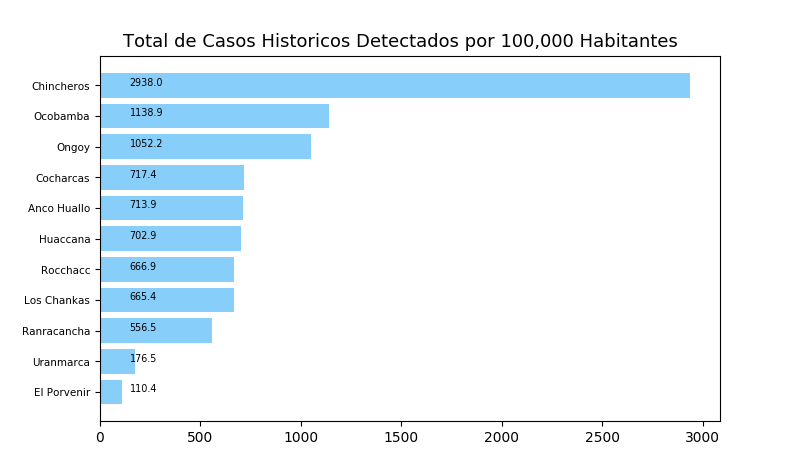 Total de Casos Historicos Detectados por 100,000 Habitantes
Chincheros 2938.0
Ocobamba 1138.9
Ongoy 1052.2
Cocharcas 717.4
Anco Huallo 713.9
Huaccana 702.9
Rocchacc 666.9
Los Chankas 665.4
Ranracancha 556.5
Uranmarca 176.5
El Porvenir 110.4
0 500 1000 1500 2000 2500 3000